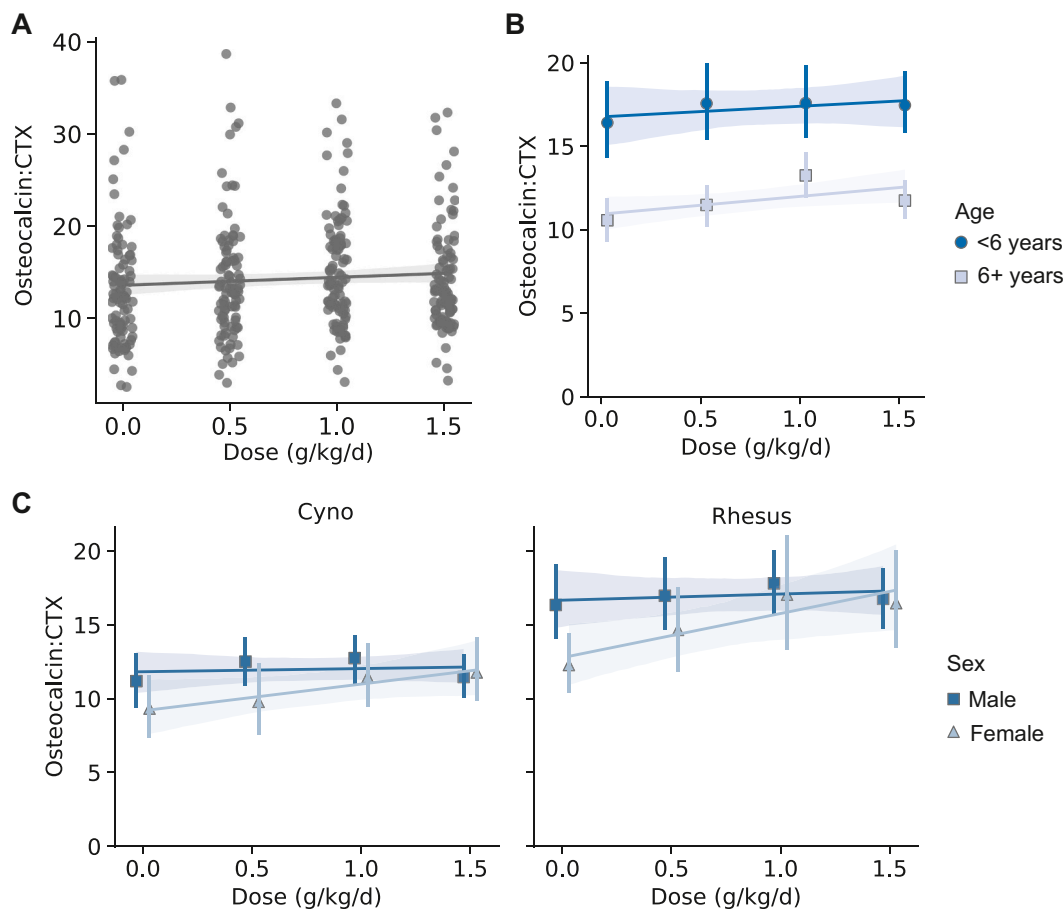 A
Osteocalcin:CTX
40
30
20
10
0.0 0.5 1.0 1.5
Dose (g/kg/d)
B
Osteocalcin:CTX
20
15
10
5
0
0.0 0.5 1.0 1.5
Dose (g/kg/d)
Age
<6 years
6+ years
C
Cyno
Osteocalcin:CTX
20
15
10
5
0
0.0 0.5 1.0 1.5
Dose (g/kg/d)
Rhesus
0.0 0.5 1.0 1.5
Dose (g/kg/d)
Sex
Male
Female